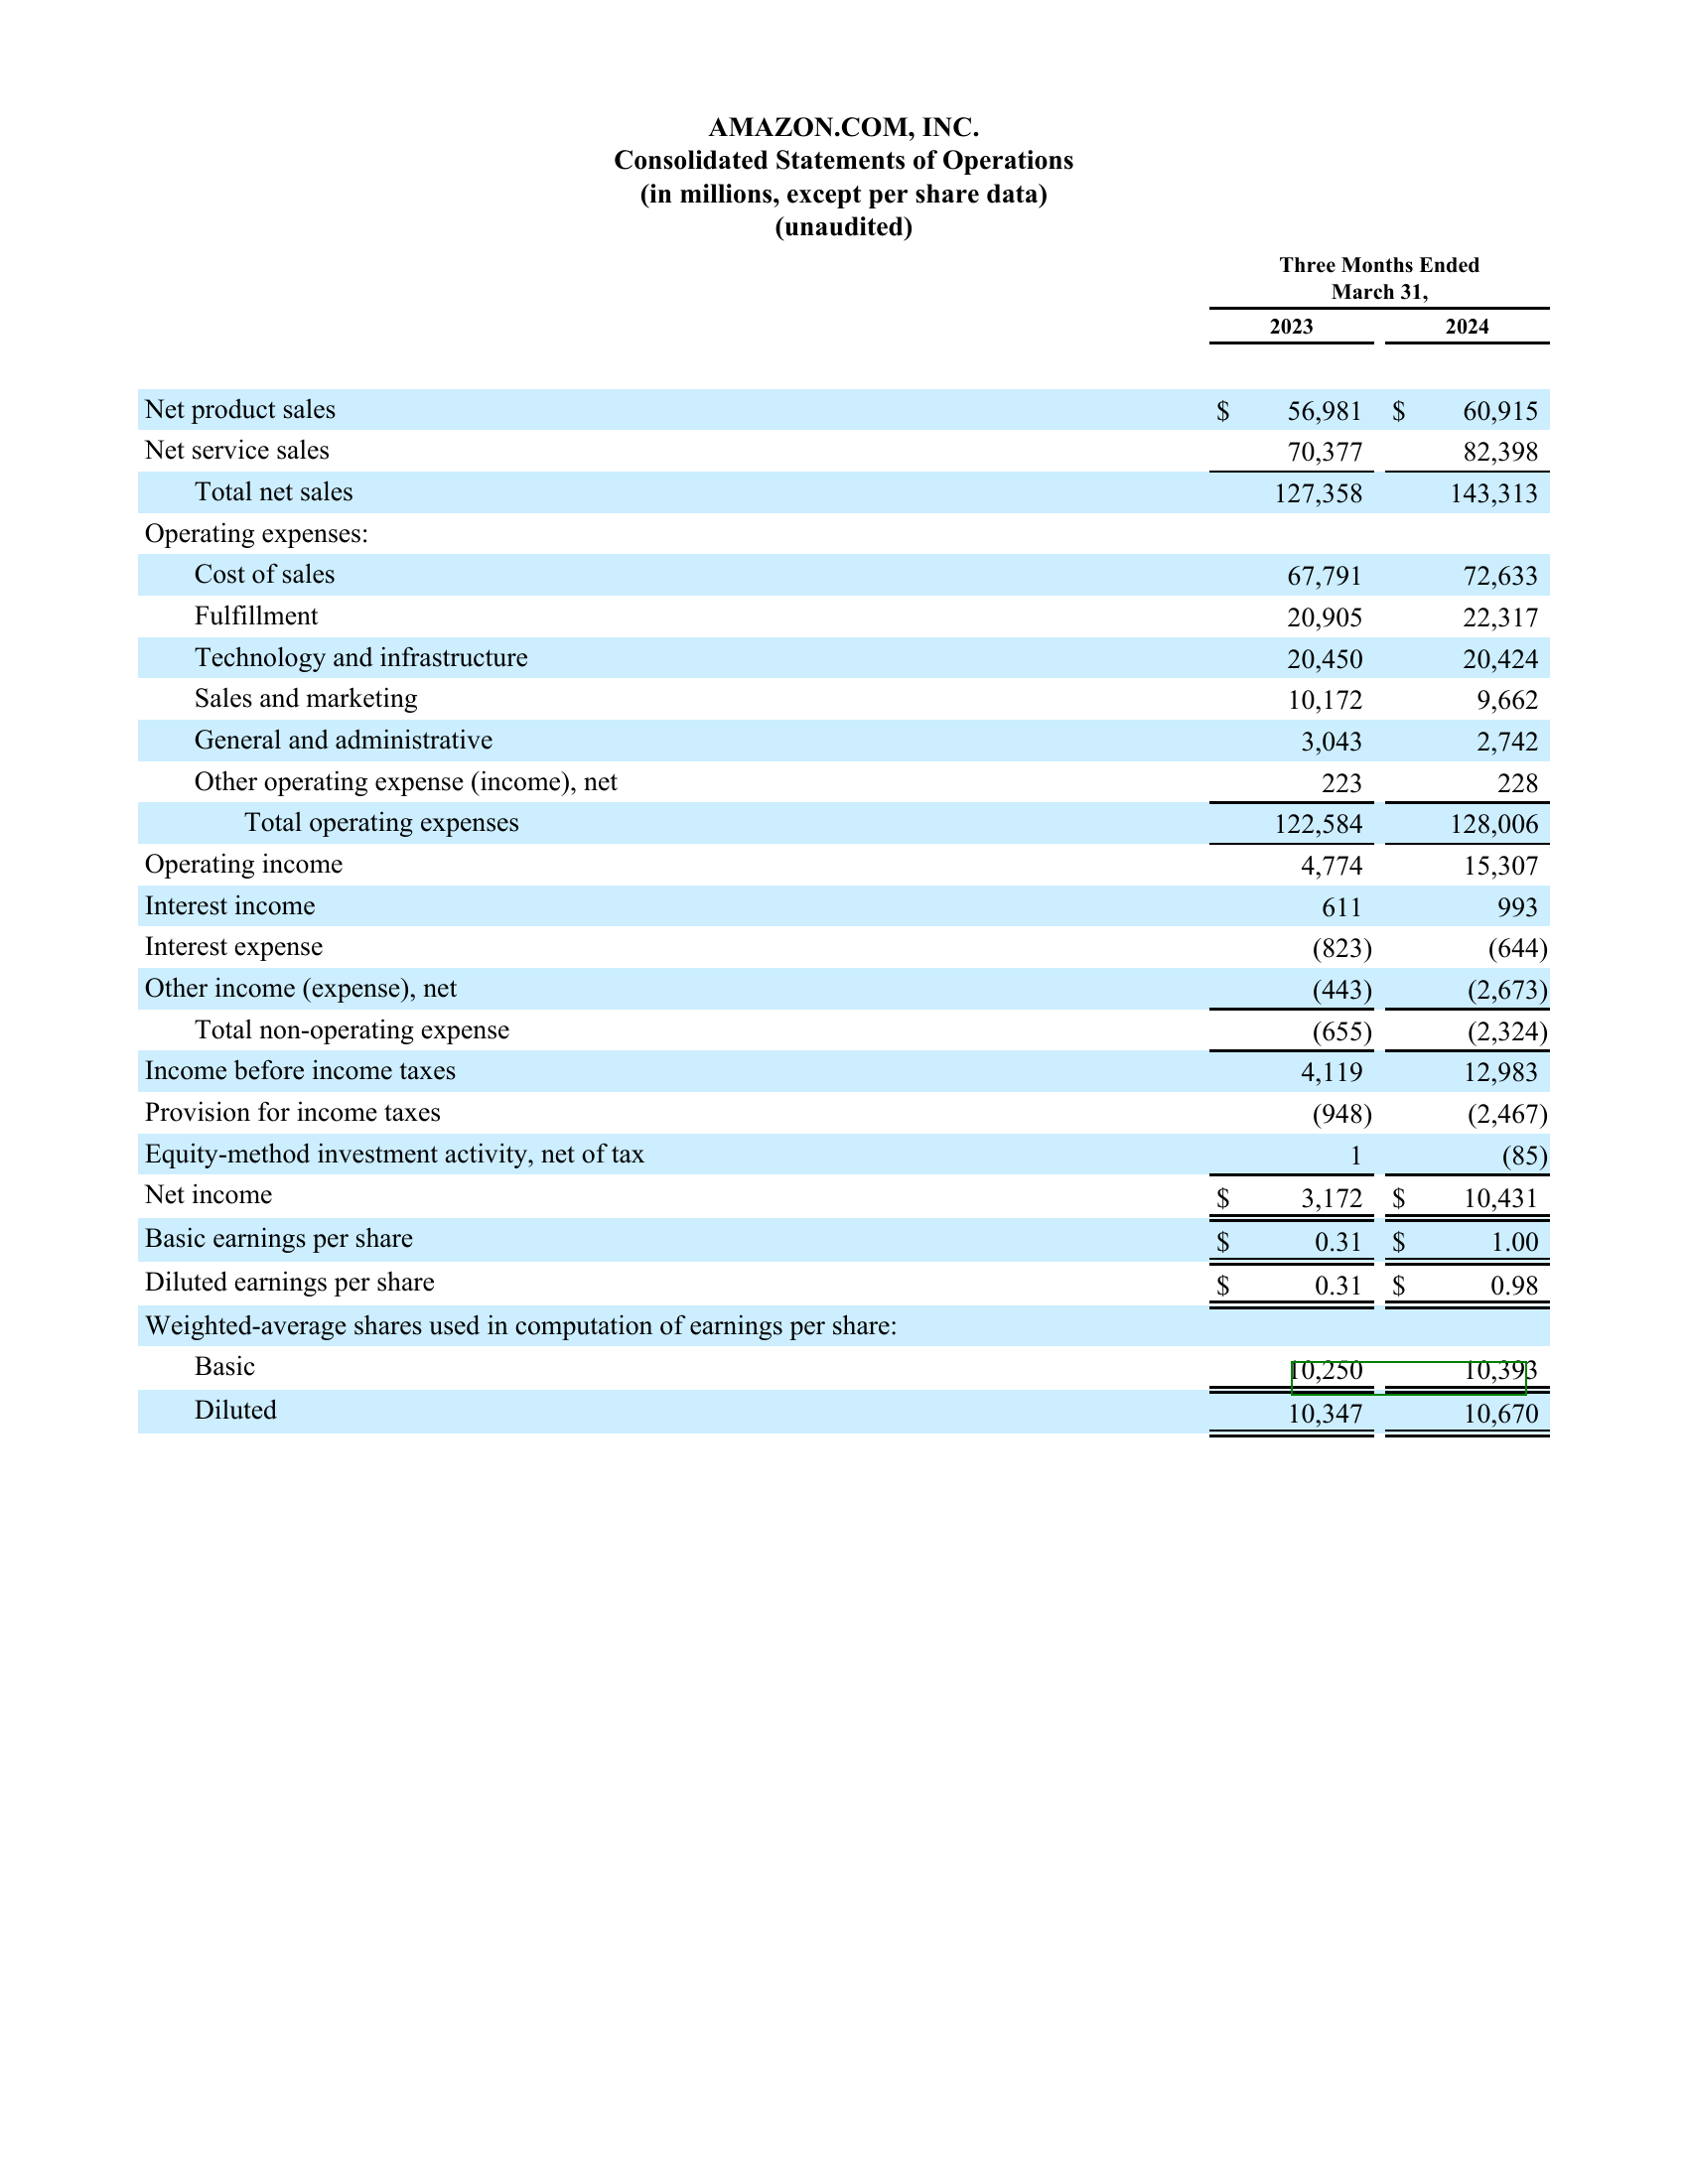 AMAZON.COM, INC.
Consolidated Statements of Operations
(in millions, except per share data)
(unaudited)
Three Months Ended
March 31,
2023 2024
Net product sales $ 56,981 $ 60,915
Net service sales 70,377 82,398
Total net sales 127,358 143,313
Operating expenses:
Cost of sales 67,791 72,633
Fulfillment 20,905 22,317
Technology and infrastructure 20,450 20,424
Sales and marketing 10,172 9,662
General and administrative 3,043 2,742
Other operating expense (income), net 223 228
Total operating expenses 122,584 128,006
Operating income 4,774 15,307
Interest income 611 993
Interest expense (823) (644)
Other income (expense), net (443) (2,673)
Total non-operating expense (655) (2,324)
Income before income taxes 4,119 12,983
Provision for income taxes (948) (2,467)
Equity-method investment activity, net of tax 1 (85)
Net income $ 3,172 $ 10,431
Basic earnings per share $ 0.31 $ 1.00
Diluted earnings per share $ 0.31 $ 0.98
Weighted-average shares used in computation of earnings per share:
Basic 10,250 10,393
Diluted 10,347 10,670